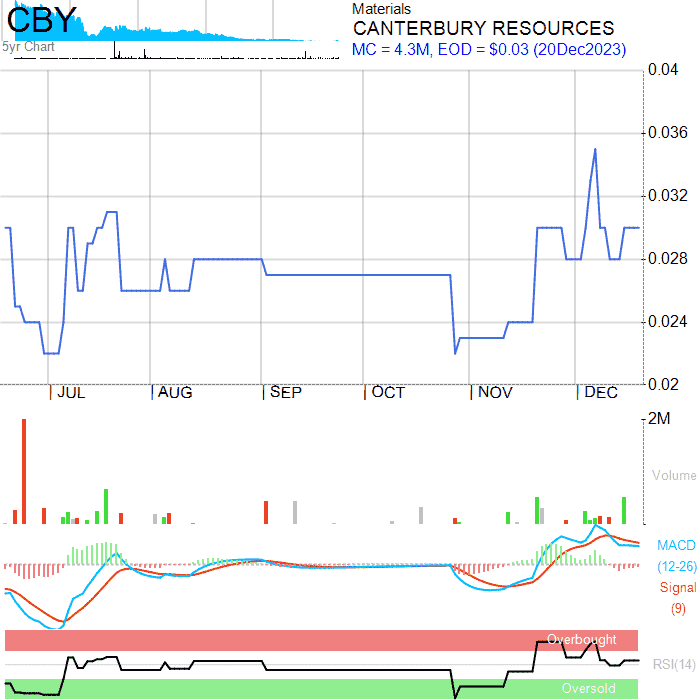 CBY
5yr Chart
Materials
CANTERBURY RESOURCES
MC = 4.3M, EOD = $0.03 (20Dec2023)
0.04
0.036
0.032
0.028
0.024
0.02
JUL AUG SEP OCT NOV DEC
2M
Volume
MACD
(12-26)
Signal
(9)
Overbought
RSI(14)
Oversold